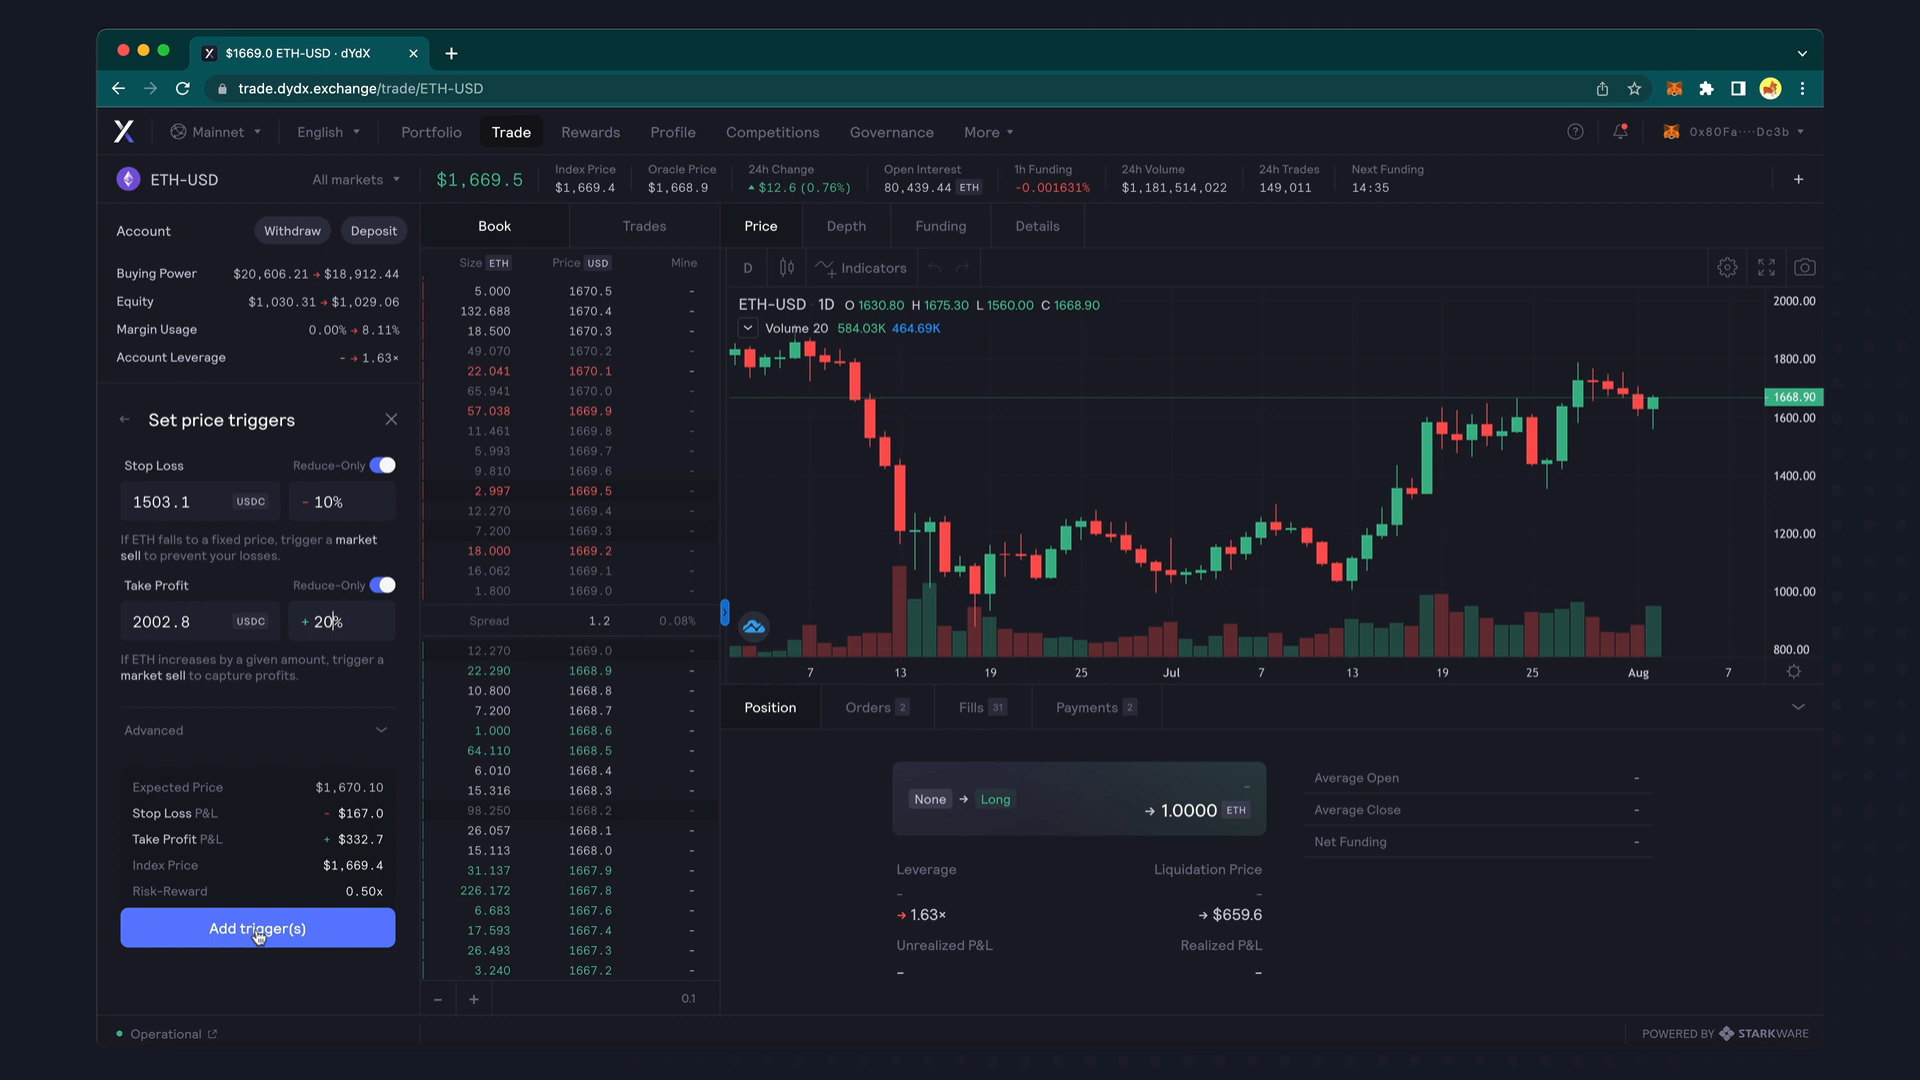 $1669.0 ETH-USD · dYdX
trade.dydx.exchange/trade/ETH-USD
Mainnet English Portfolio Trade Rewards Profile Competitions Governance More 0x80Fa····Dc3b
ETH-USD All markets $1,669.5
Index Price $1,669.4
Oracle Price $1,668.9
24h Change $12.6 (0.76%)
Open Interest 80,439.44 ETH
1h Funding -0.001631%
24h Volume $1,181,514,022
24h Trades 149,011
Next Funding 14:35
Account Withdraw Deposit
Buying Power $20,606.21 → $18,912.44
Equity $1,030.31 → $1,029.06
Margin Usage 0.00% → 8.11%
Account Leverage - → 1.63×
← Set price triggers
Stop Loss Reduce-Only
1503.1 USDC - 10%
If ETH falls to a fixed price, trigger a market
sell to prevent your losses.
Take Profit Reduce-Only
2002.8 USDC + 20%
If ETH increases by a given amount, trigger a
market sell to capture profits.
Advanced
Expected Price $1,670.10
Stop Loss P&L - $167.0
Take Profit P&L + $332.7
Index Price $1,669.4
Risk-Reward 0.50x
Add trigger(s)
Operational
Book Trades
Size ETH Price USD Mine
5.000 1670.5 -
132.688 1670.4 -
18.500 1670.3 -
49.070 1670.2 -
22.041 1670.1 -
65.941 1670.0 -
57.038 1669.9 -
11.461 1669.8 -
5.993 1669.7 -
9.810 1669.6 -
2.997 1669.5 -
12.270 1669.4 -
7.200 1669.3 -
18.000 1669.2 -
16.062 1669.1 -
1.800 1669.0 -
Spread 1.2 0.08%
12.270 1669.0 -
22.290 1668.9 -
10.800 1668.8 -
7.200 1668.7 -
1.000 1668.6 -
64.110 1668.5 -
6.010 1668.4 -
15.316 1668.3 -
98.250 1668.2 -
26.057 1668.1 -
15.113 1668.0 -
31.137 1667.9 -
226.172 1667.8 -
6.683 1667.6 -
17.593 1667.4 -
26.493 1667.3 -
3.240 1667.2 -
- + 0.1
Price Depth Funding Details
D Indicators
ETH-USD 1D O 1630.80 H 1675.30 L 1560.00 C 1668.90
Volume 20 584.03K 464.69K
2000.00
1800.00
1668.90
1600.00
1400.00
1200.00
1000.00
800.00
7 13 19 25 Jul 7 13 19 25 Aug 7
Position Orders 2 Fills 31 Payments 2
None → Long
-
→ 1.0000 ETH
Leverage Liquidation Price
- -
→ 1.63× → $659.6
Unrealized P&L Realized P&L
- -
Average Open -
Average Close -
Net Funding -
POWERED BY STARKWARE